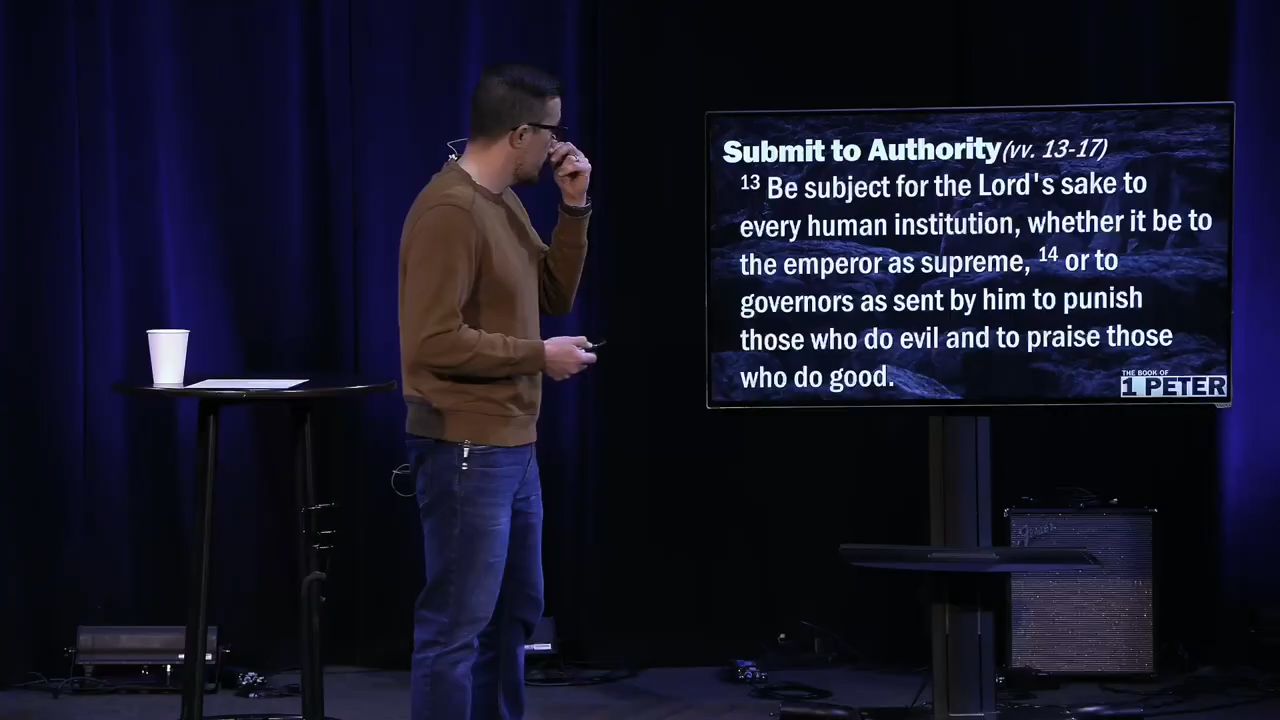 Submit to Authority (vv. 13-17)
13 Be subject for the Lord's sake to
every human institution, whether it be to
the emperor as supreme, 14 or to
governors as sent by him to punish
those who do evil and to praise those
who do good.
THE BOOK OF
1 PETER
Fender